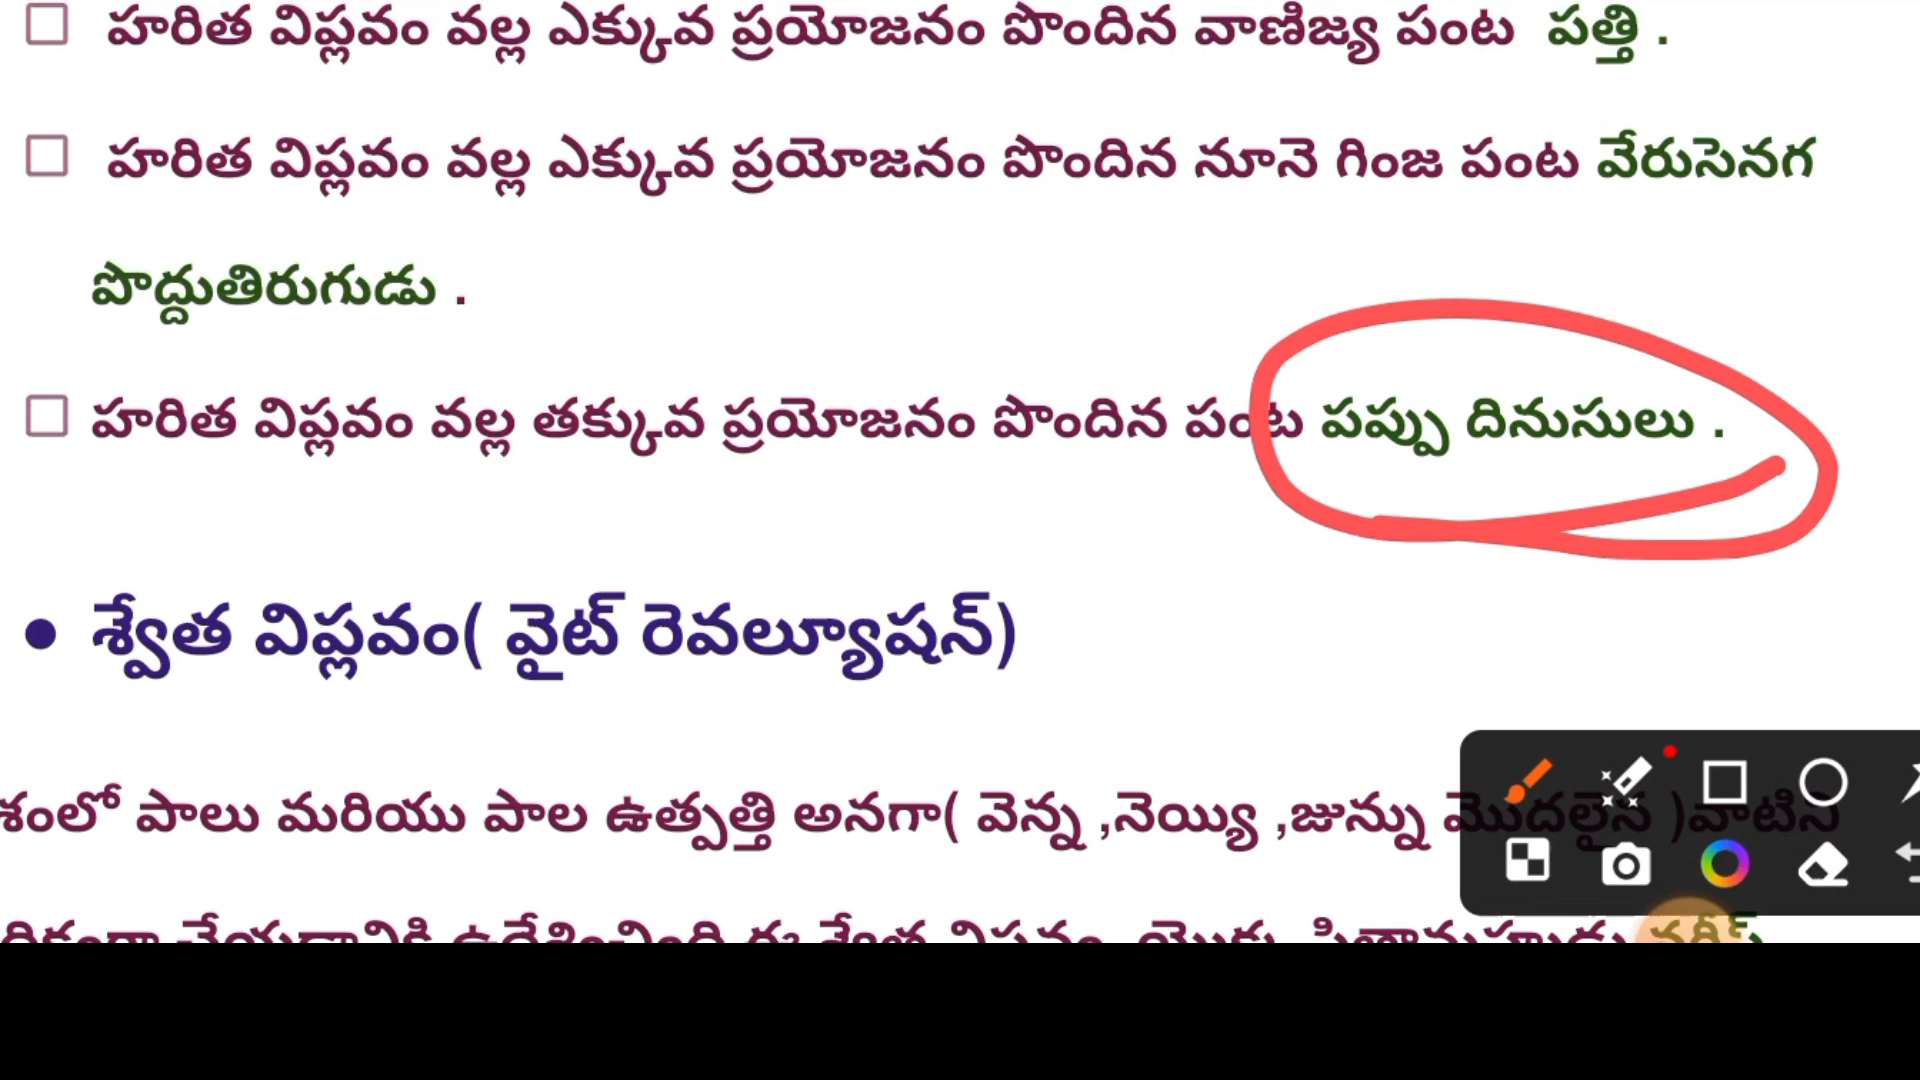 హరిత విప్లవం వల్ల ఎక్కువ ప్రయోజనం పొందిన వాణిజ్య పంట పత్తి .
హరిత విప్లవం వల్ల ఎక్కువ ప్రయోజనం పొందిన నూనె గింజ పంట వేరుసెనగ
పొద్దుతిరుగుడు .
హరిత విప్లవం వల్ల తక్కువ ప్రయోజనం పొందిన పంట పప్పు దినుసులు .
• శ్వేత విప్లవం( వైట్ రెవల్యూషన్)
శంలో పాలు మరియు పాల ఉత్పత్తి అనగా( వెన్న ,నెయ్యి ,జున్ను మొదలైన )వాటిని